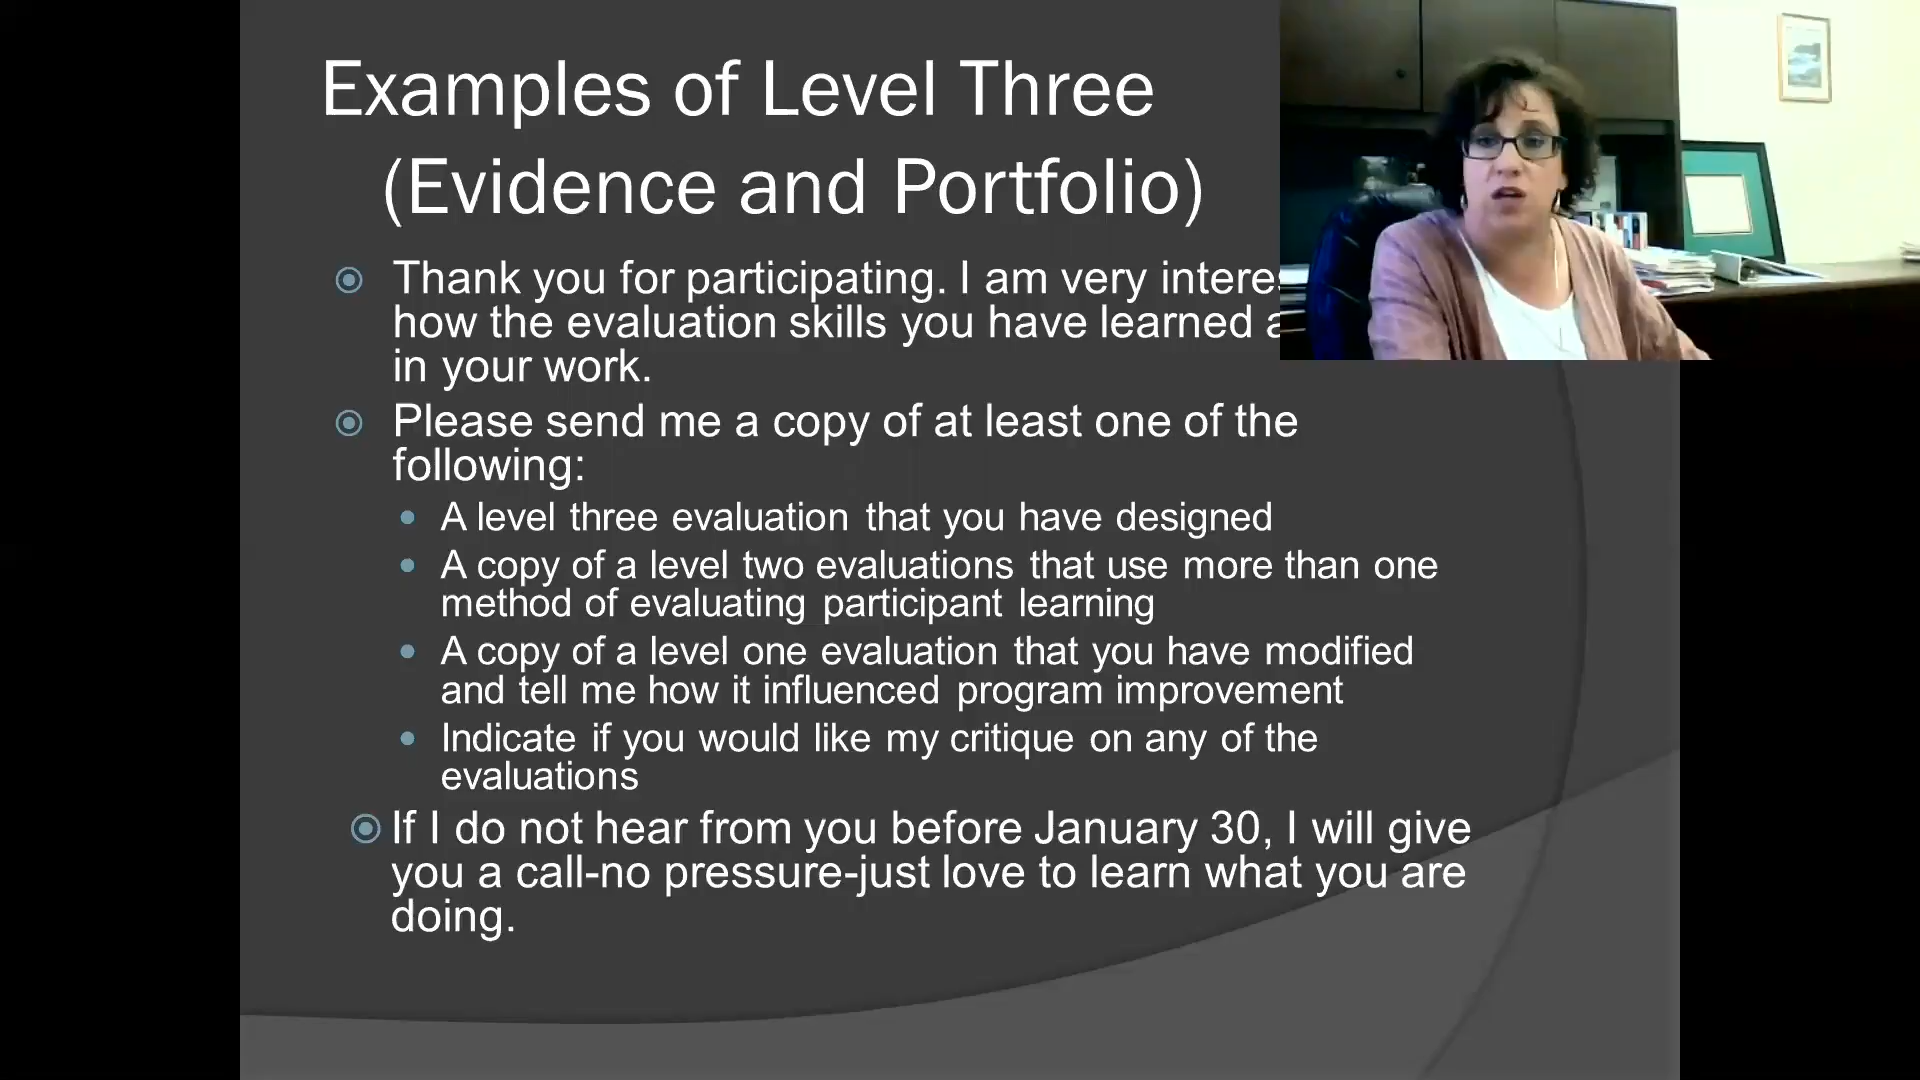 Examples of Level Three
(Evidence and Portfolio)
Thank you for participating. I am very
how the evaluation skills you have learned
in your work.
Please send me a copy of at least one of the
following:
A level three evaluation that you have designed
A copy of a level two evaluations that use more than one
method of evaluating participant learning
A copy of a level one evaluation that you have modified
and tell me how it influenced program improvement
Indicate if you would like my critique on any of the
evaluations
If I do not hear from you before January 30, I will give
you a call-no pressure-just love to learn what you are
doing.